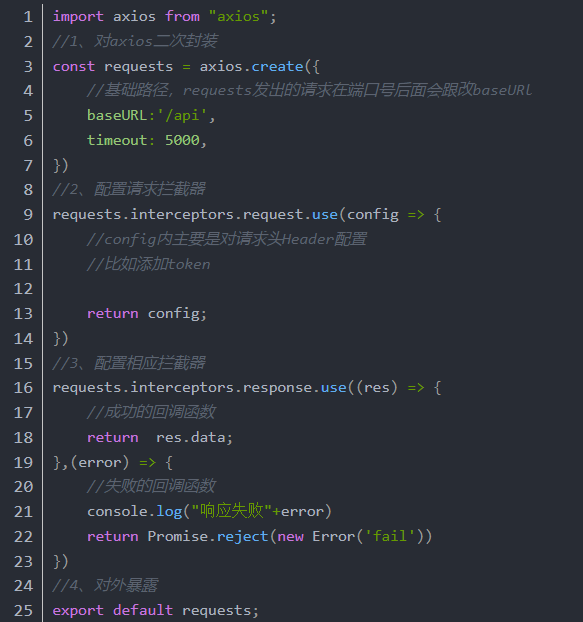 1 import axios from "axios";
2 //1、对axios二次封装
3 const requests = axios.create({
4 //基础路径，requests发出的请求在端口号后面会跟改baseURl
5 baseURL:'/api',
6 timeout: 5000,
7 })
8 //2、配置请求拦截器
9 requests.interceptors.request.use(config => {
10 //config内主要是对请求头Header配置
11 //比如添加token
12
13 return config;
14 })
15 //3、配置相应拦截器
16 requests.interceptors.response.use((res) => {
17 //成功的回调函数
18 return  res.data;
19 },(error) => {
20 //失败的回调函数
21 console.log("响应失败"+error)
22 return Promise.reject(new Error('fail'))
23 })
24 //4、对外暴露
25 export default requests;